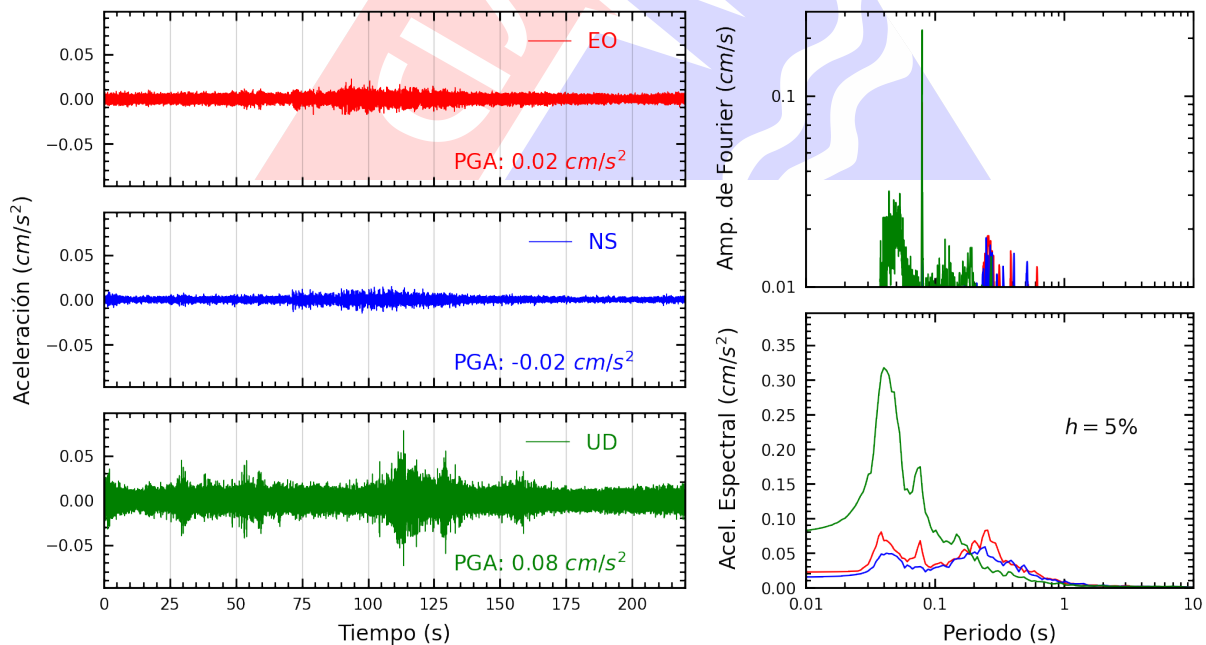 Aceleración (cm/s²)
0.05
0.00
−0.05
EO
PGA: 0.02 cm/s²
0.05
0.00
−0.05
NS
PGA: -0.02 cm/s²
0.05
0.00
−0.05
UD
PGA: 0.08 cm/s²
0 25 50 75 100 125 150 175 200
Tiempo (s)
Amp. de Fourier (cm/s)
0.1
0.01
Acel. Espectral (cm/s²)
0.35
0.30
0.25
0.20
0.15
0.10
0.05
0.00
h = 5%
0.01 0.1 1 10
Periodo (s)